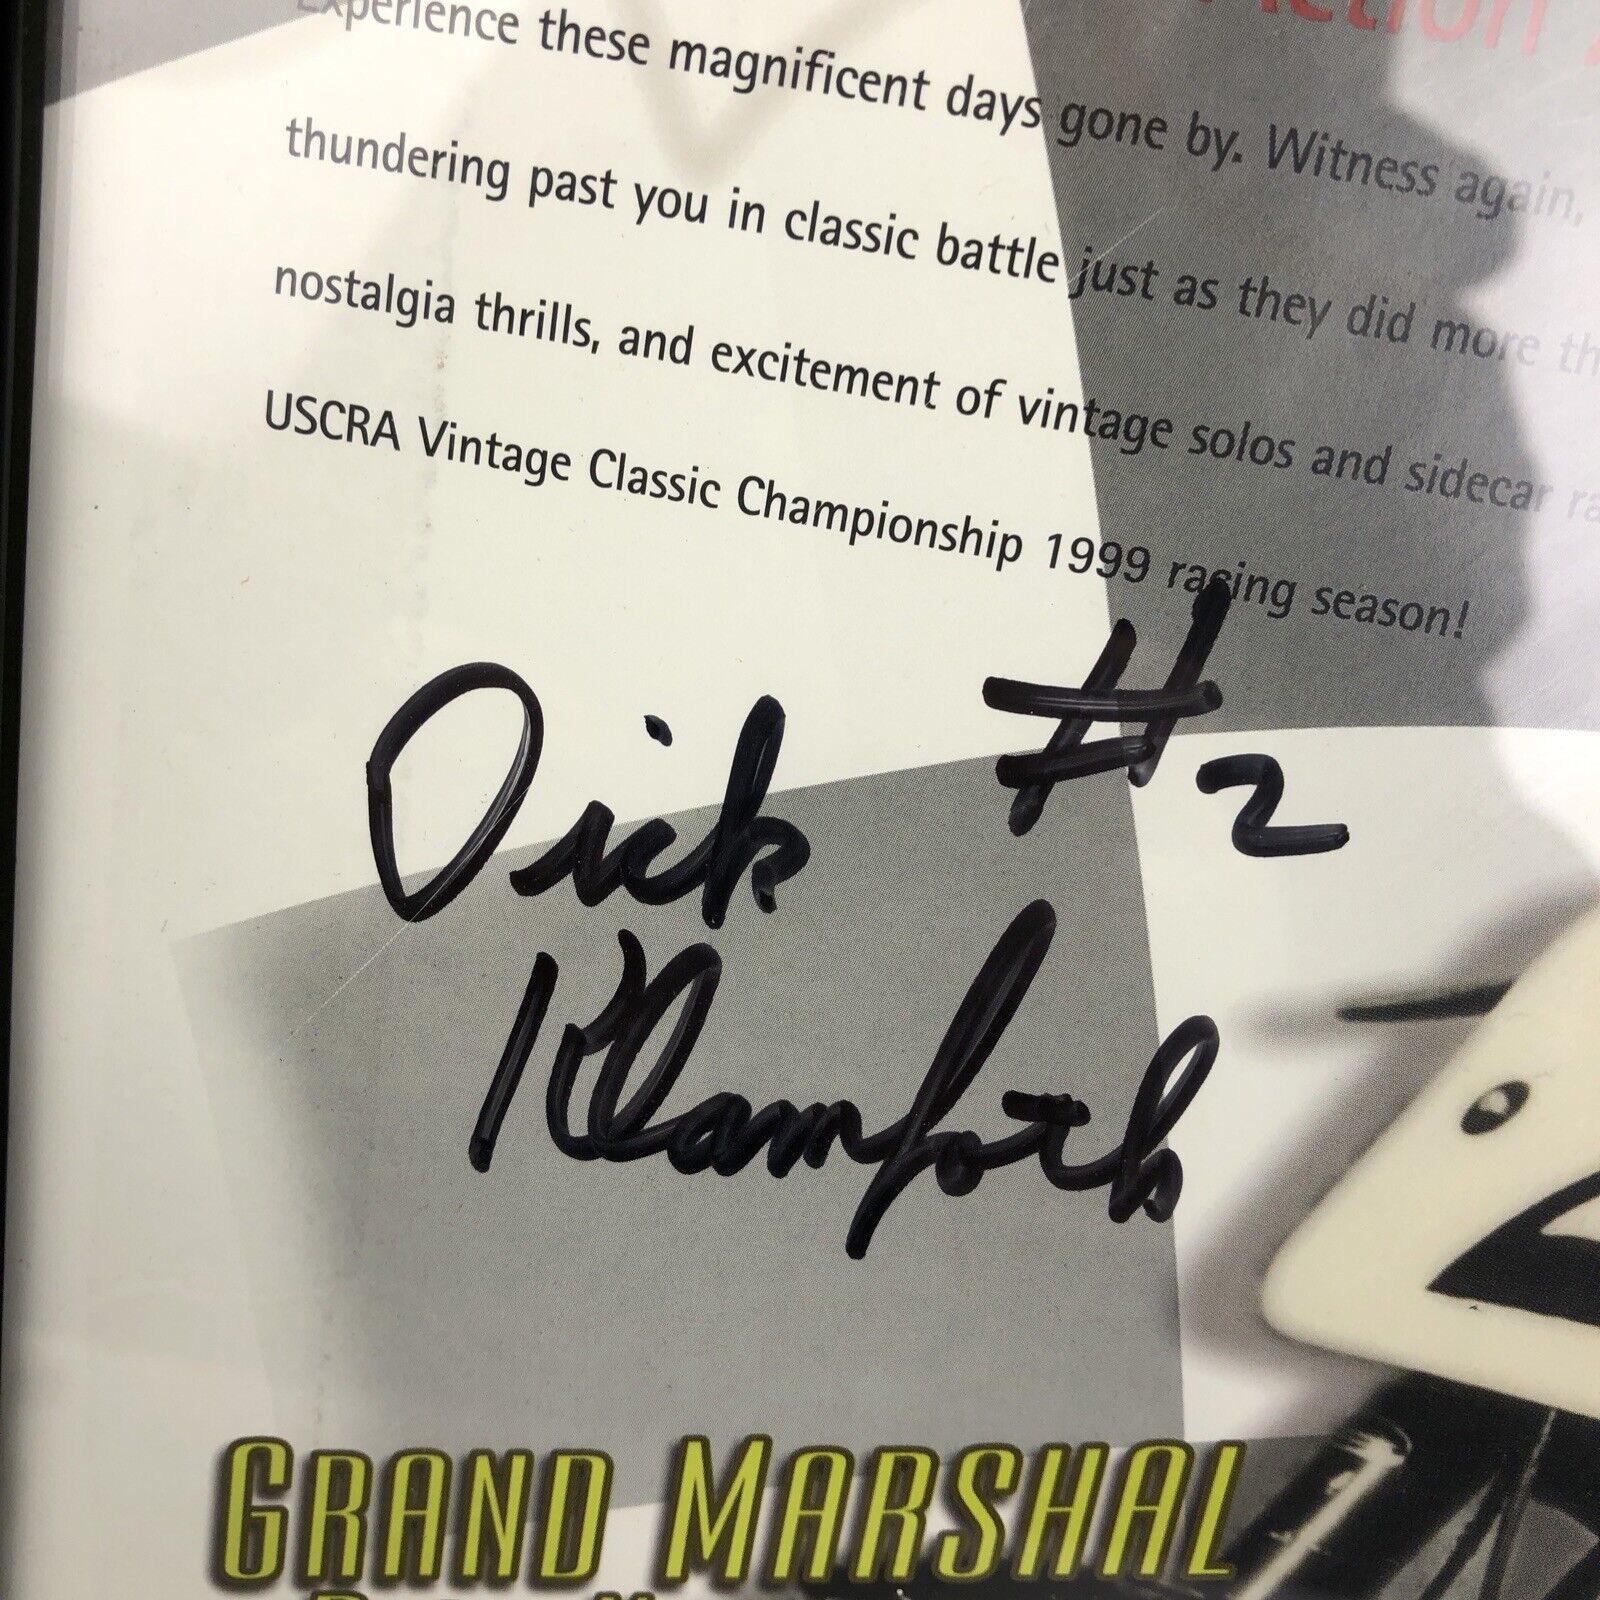 Action
Experience these magnificent days gone by. Witness again,
thundering past you in classic battle just as they did more
nostalgia thrills, and excitement of vintage solos and sidecar
USCRA Vintage Classic Championship 1999 racing season!
Dick #2
Klamforth
GRAND MARSHAL